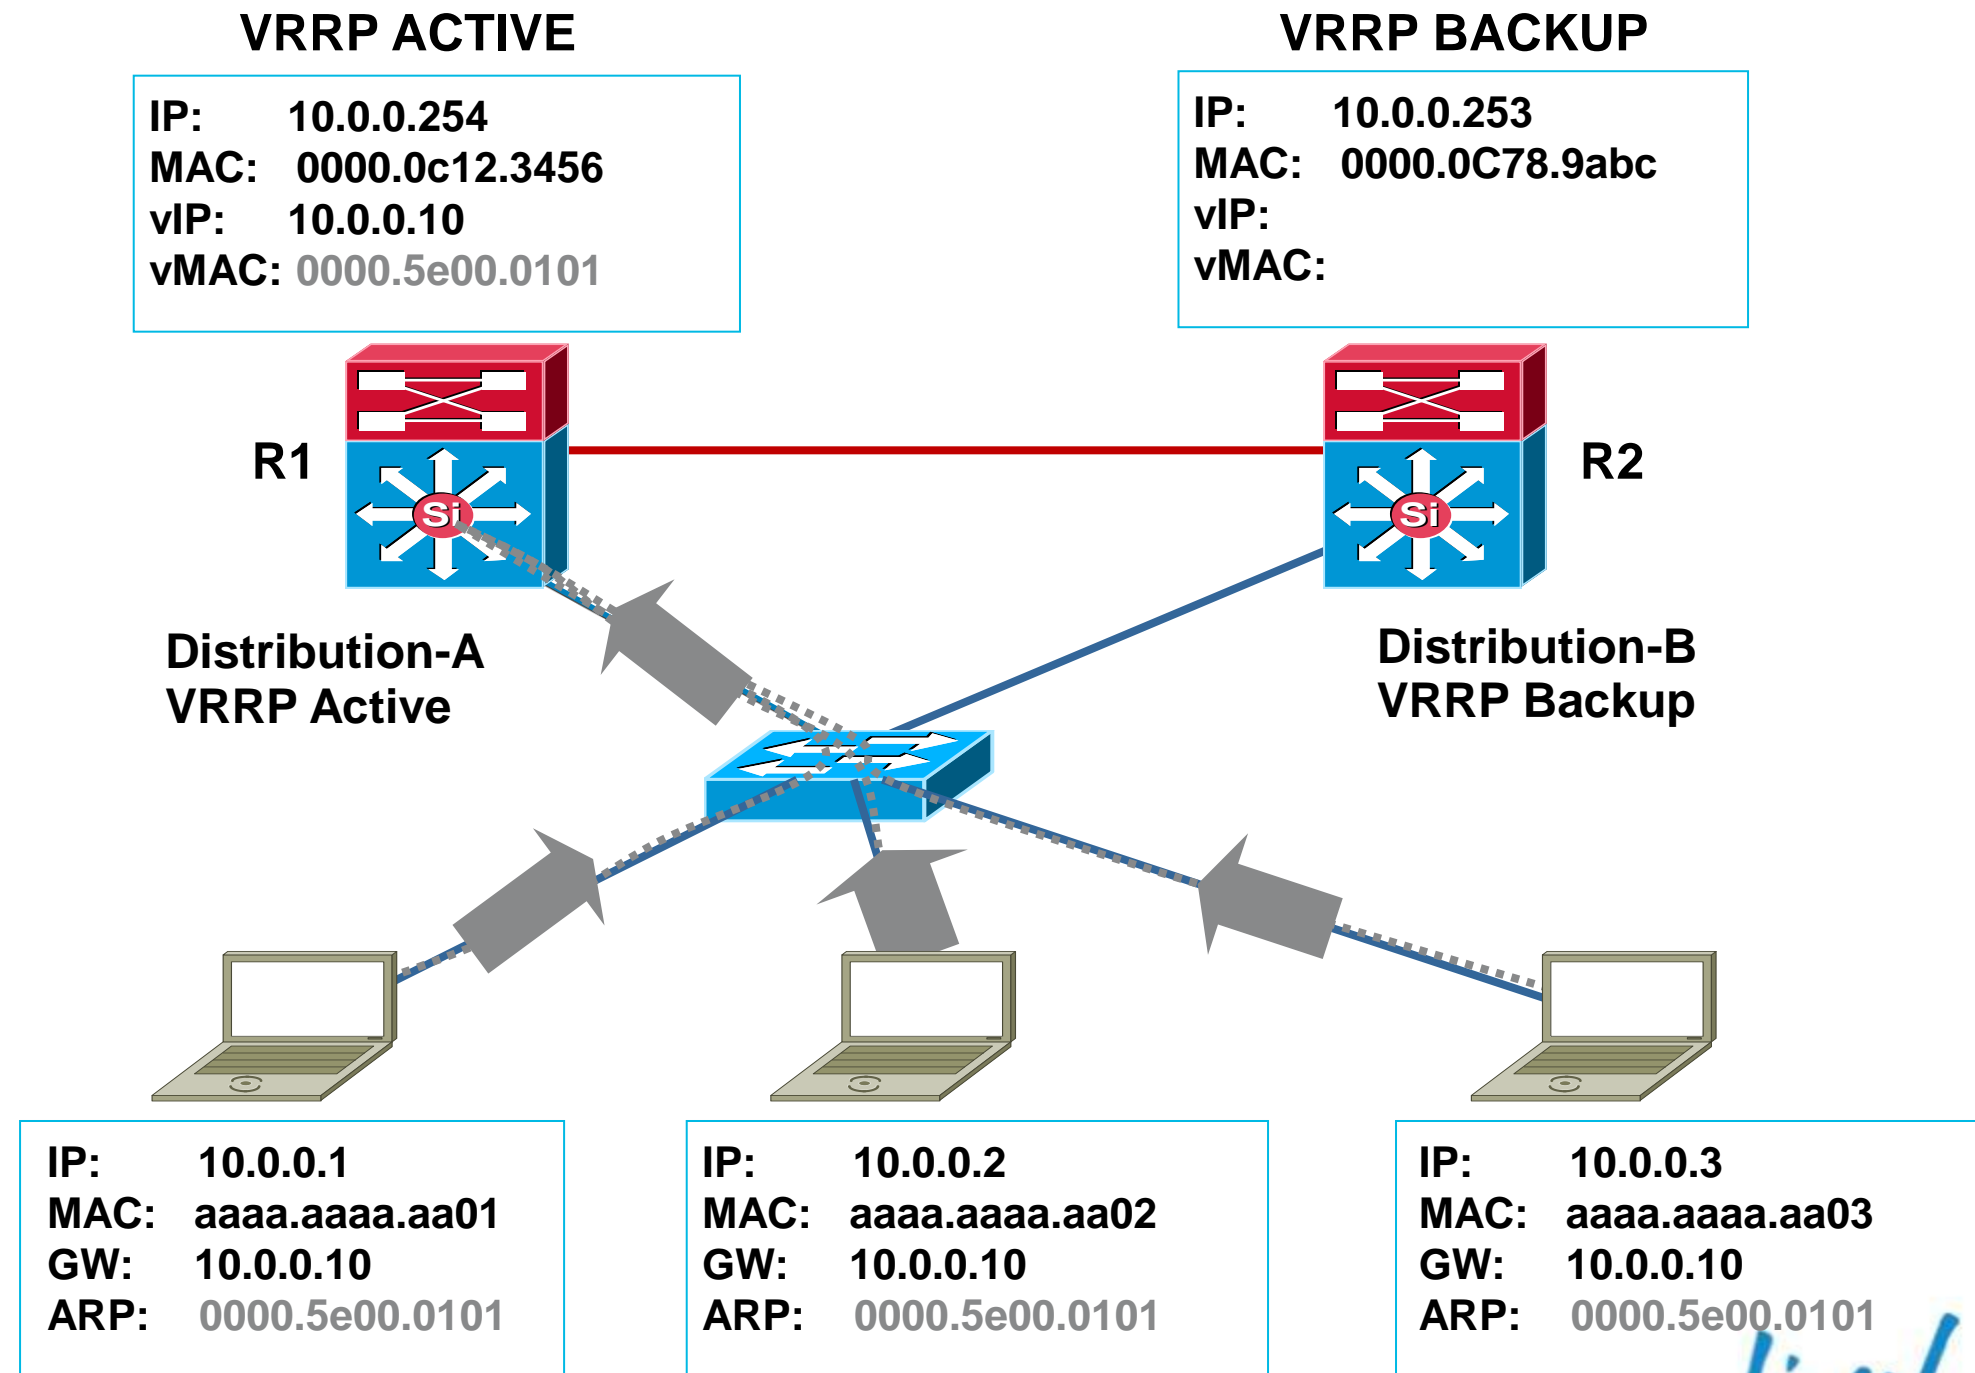 VRRP ACTIVE
IP: 10.0.0.254
MAC: 0000.0c12.3456
vIP: 10.0.0.10
vMAC: 0000.5e00.0101
VRRP BACKUP
IP: 10.0.0.253
MAC: 0000.0C78.9abc
vIP:
vMAC:
R1
Si
Si
R2
Distribution-A
VRRP Active
Distribution-B
VRRP Backup
IP: 10.0.0.1
MAC: aaaa.aaaa.aa01
GW: 10.0.0.10
ARP: 0000.5e00.0101
IP: 10.0.0.2
MAC: aaaa.aaaa.aa02
GW: 10.0.0.10
ARP: 0000.5e00.0101
IP: 10.0.0.3
MAC: aaaa.aaaa.aa03
GW: 10.0.0.10
ARP: 0000.5e00.0101